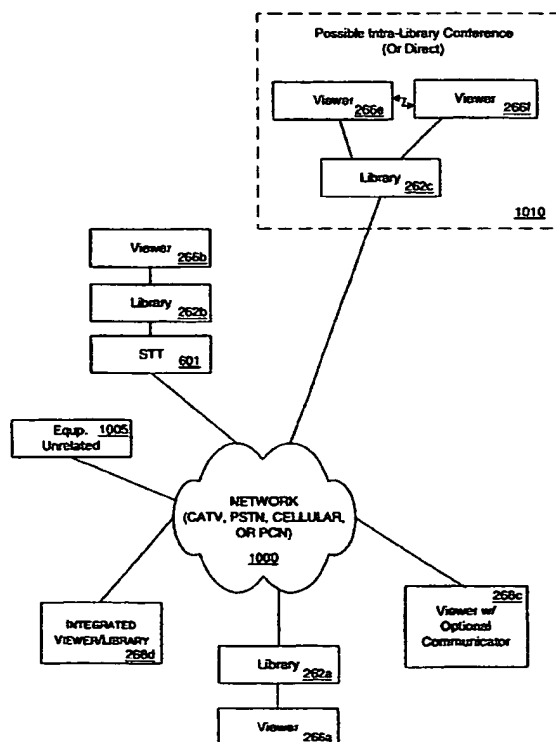 Possible Intra-Library Conference
(Or Direct)
Viewer
266e
Viewer
266f
Library
262c
1010
Viewer
266b
Library
262b
STT
601
Equp. 1005
Unrelated
NETWORK
(CATV, PSTN, CELLULAR,
OR PCN)
1000
INTEGRATED
VIEWER/LIBRARY
266d
266c
Viewer w/
Optional
Communicator
Library
262a
Viewer
266a